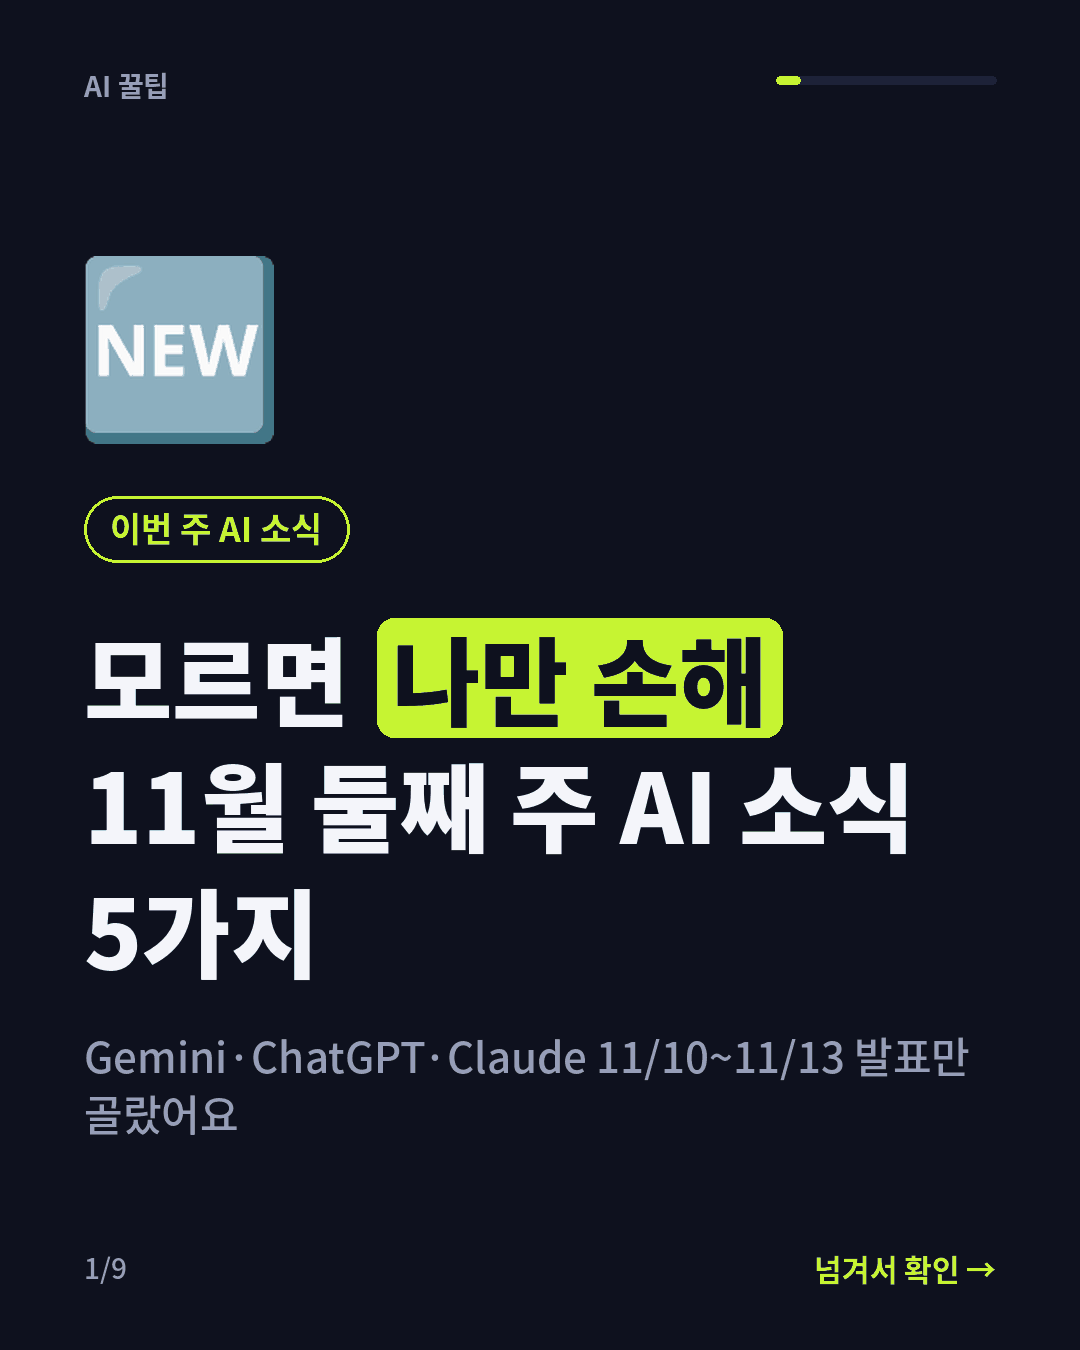 AI 꿀팁
NEW
이번 주 AI 소식
모르면 나만 손해
11월 둘째 주 AI 소식
5가지
Gemini·ChatGPT·Claude 11/10~11/13 발표만
골랐어요
1/9
넘겨서 확인 →